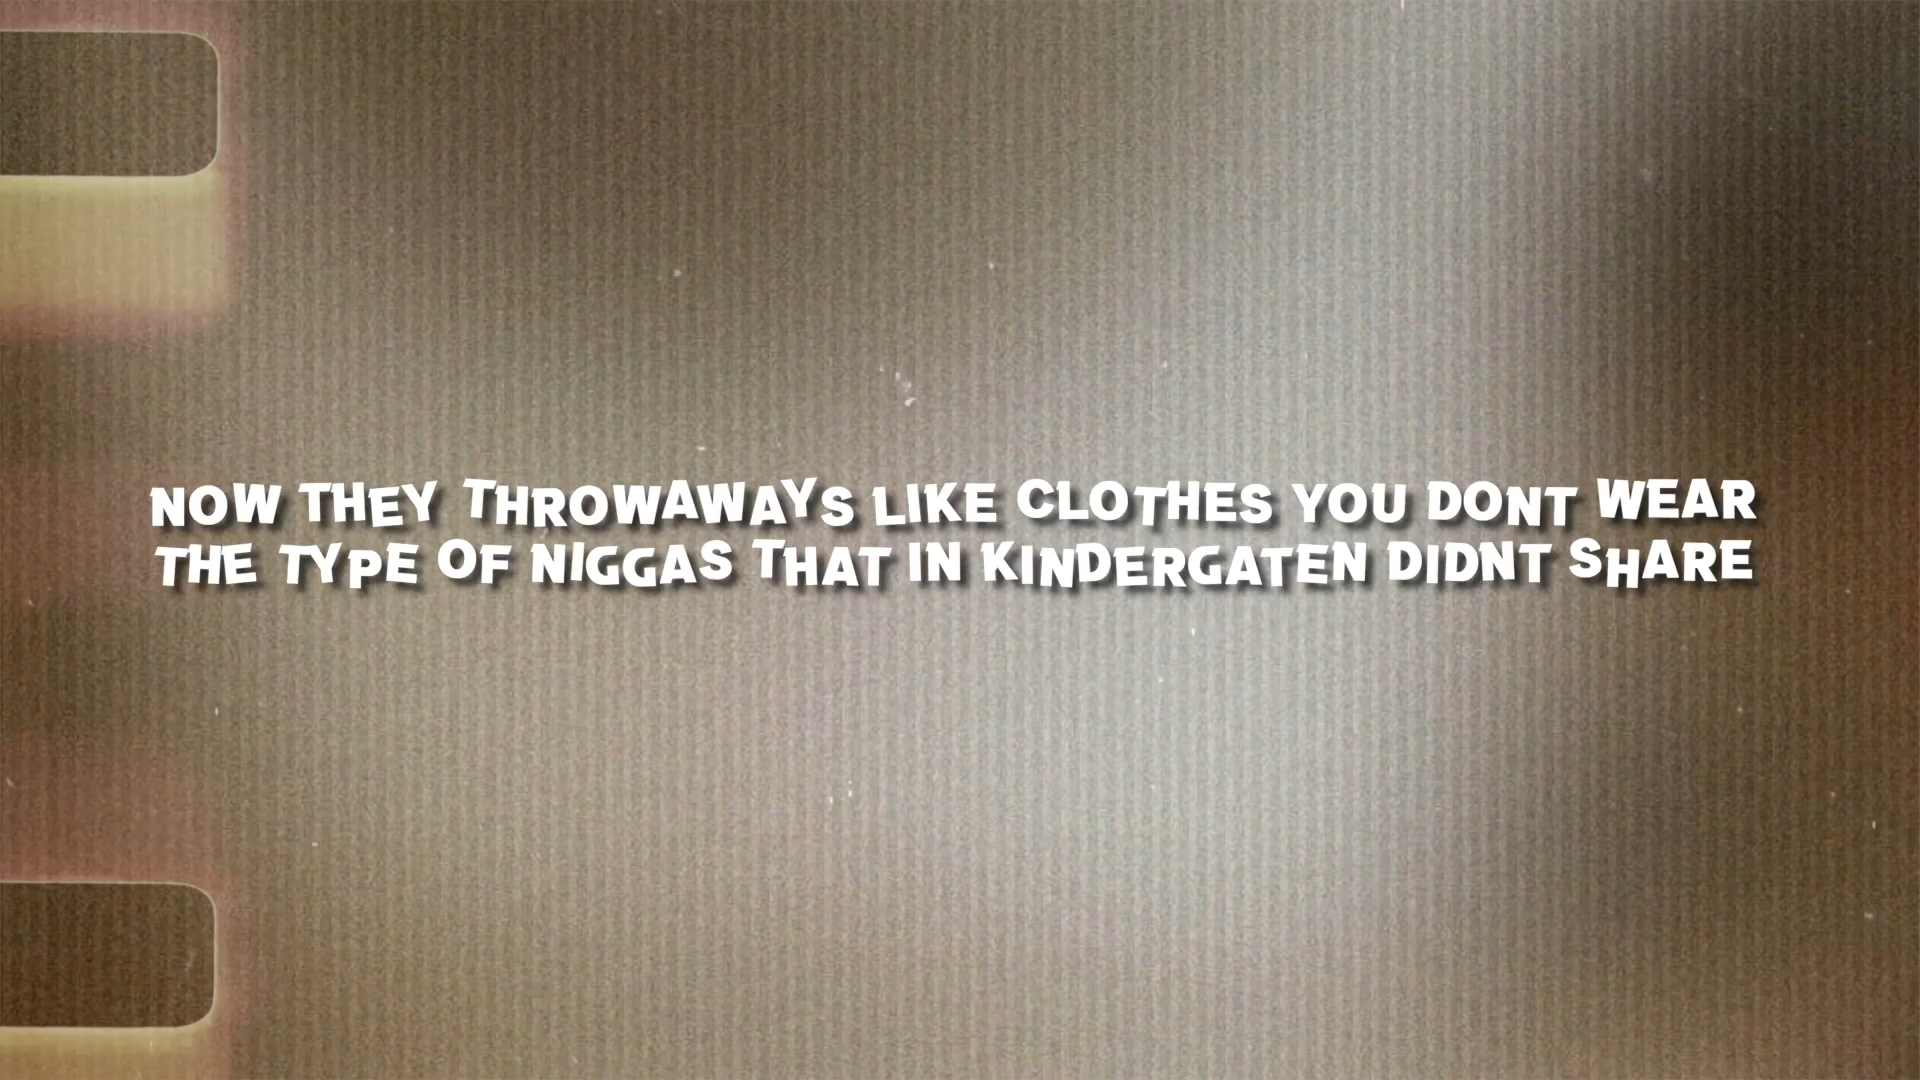 NOW THEY THROWAWAYS LIKE CLOTHES YOU DONT WEAR
THE TYPE OF NIGGAS THAT IN KINDERGATEN DIDNT SHARE